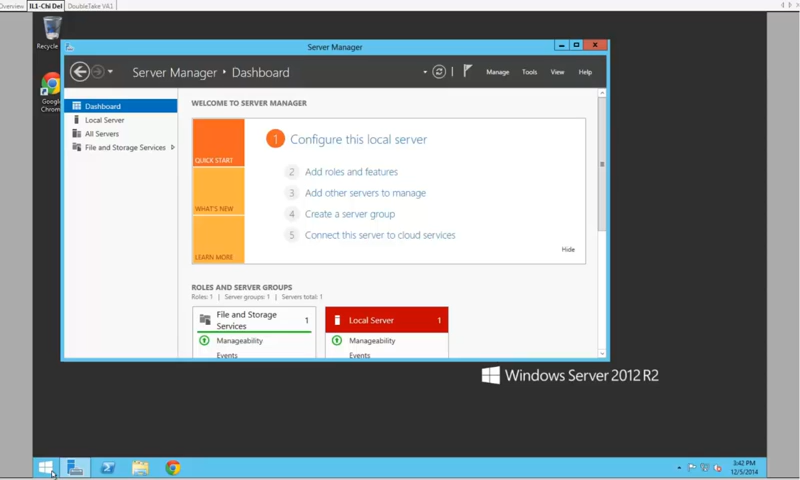 Overview
IL1-Chi Del
DoubleTake V4.1
Recycle
Server Manager
Server Manager ‣ Dashboard
Manage
Tools
View
Help
Google
Chrom
Dashboard
Local Server
All Servers
File and Storage Services
WELCOME TO SERVER MANAGER
QUICK START
WHAT'S NEW
LEARN MORE
1 Configure this local server
2 Add roles and features
3 Add other servers to manage
4 Create a server group
5 Connect this server to cloud services
Hide
ROLES AND SERVER GROUPS
Roles: 1 | Server groups: 1 | Servers total: 1
File and Storage
Services
1
Manageability
Events
Local Server
1
Manageability
Events
Windows Server 2012 R2
3:42 PM
12/5/2014